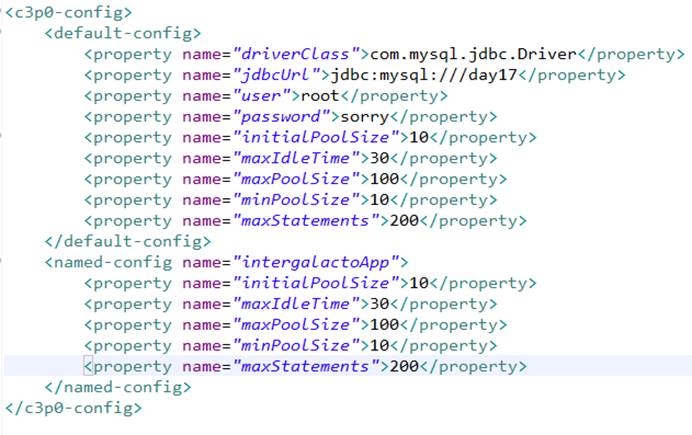 <c3p0-config>
<default-config>
<property name="driverClass">com.mysql.jdbc.Driver</property>
<property name="jdbcUrl">jdbc:mysql:///day17</property>
<property name="user">root</property>
<property name="password">sorry</property>
<property name="initialPoolSize">10</property>
<property name="maxIdleTime">30</property>
<property name="maxPoolSize">100</property>
<property name="minPoolSize">10</property>
<property name="maxStatements">200</property>
</default-config>
<named-config name="intergalactoApp">
<property name="initialPoolSize">10</property>
<property name="maxIdleTime">30</property>
<property name="maxPoolSize">100</property>
<property name="minPoolSize">10</property>
<property name="maxStatements">200</property>
</named-config>
</c3p0-config>